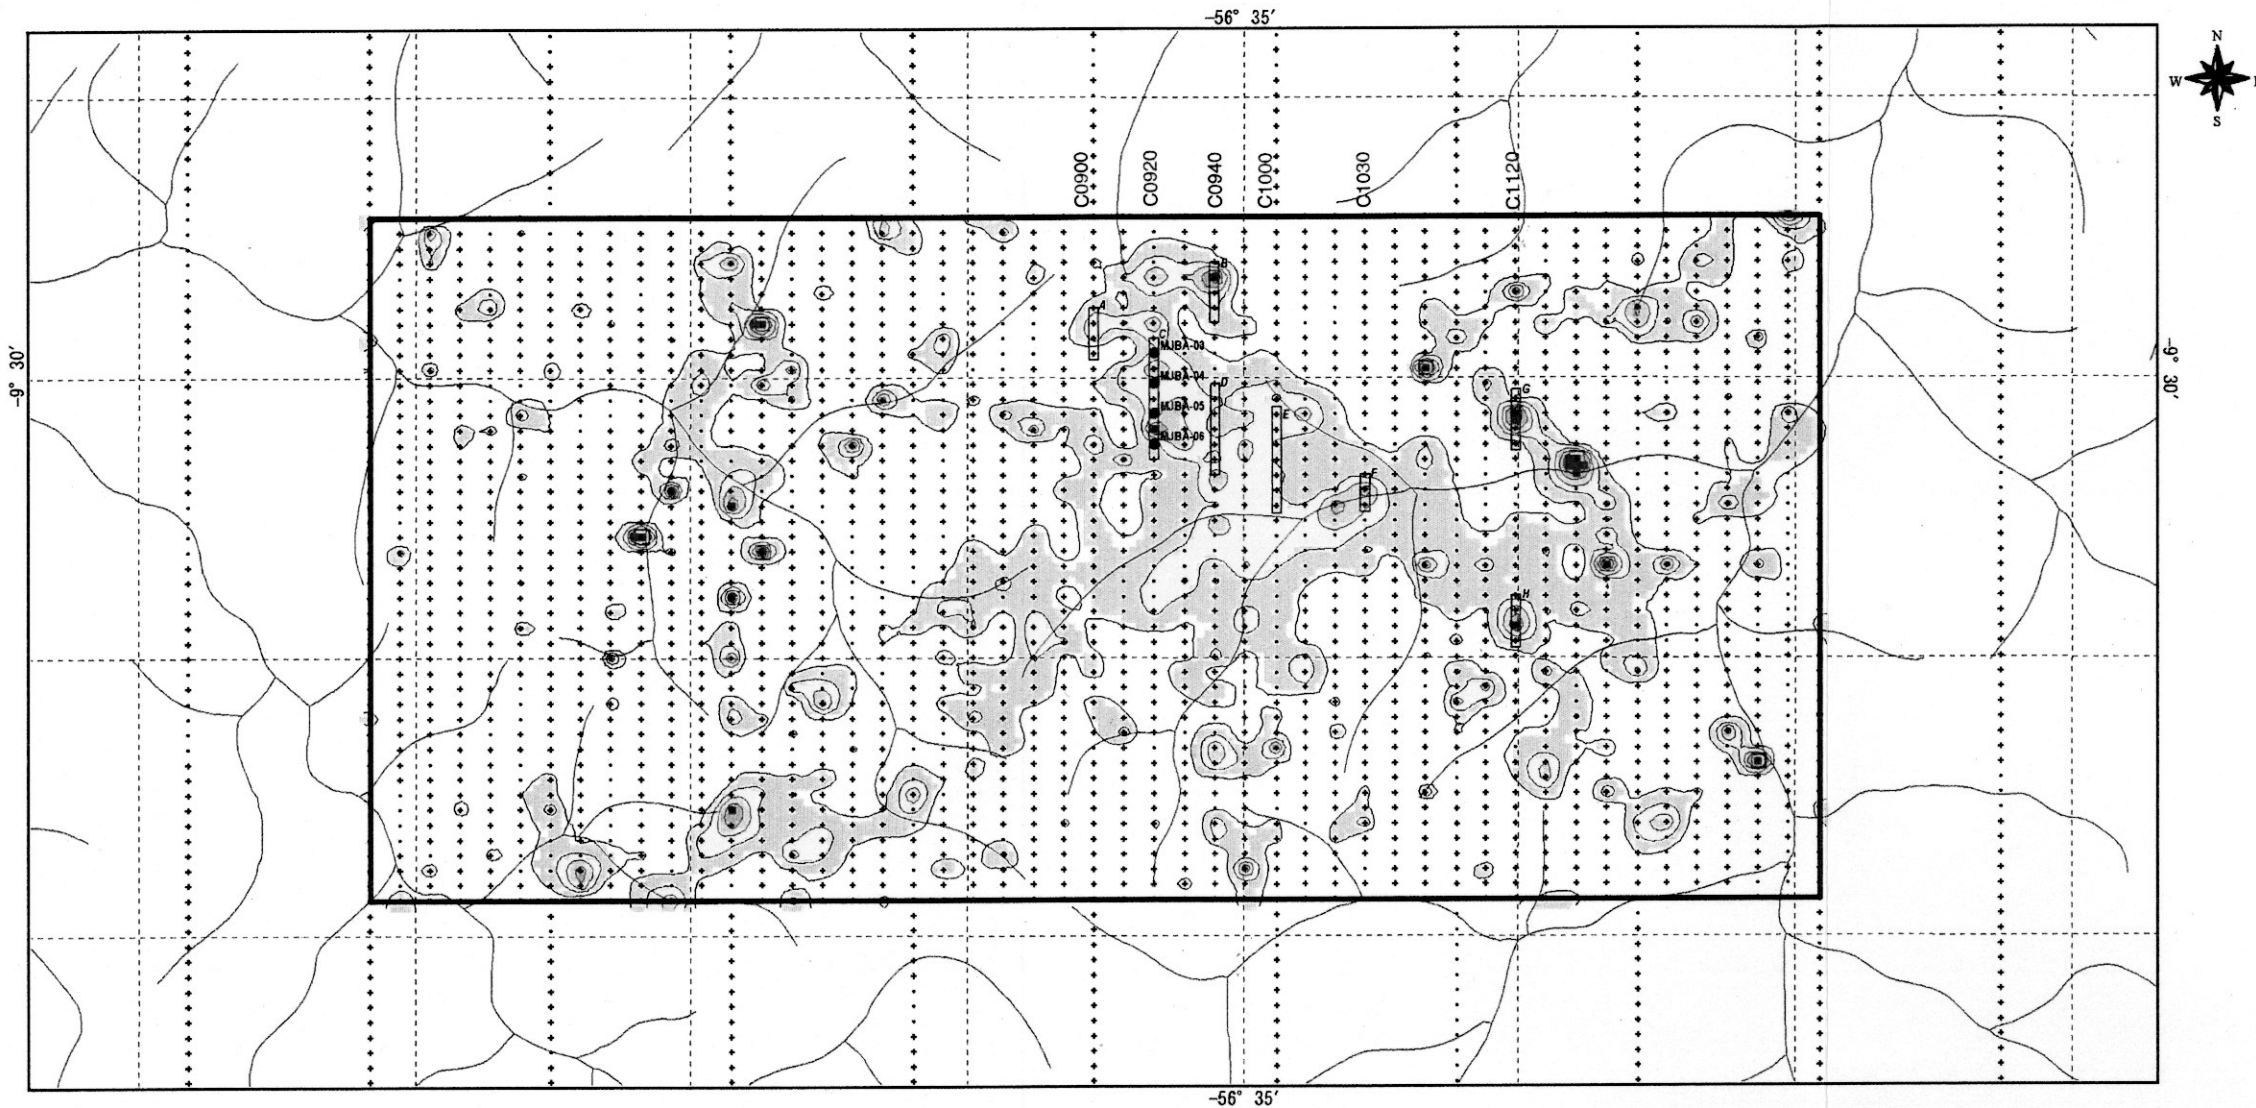 -56° 35′
N
W
S
C0900
C0920
C0940
C1000
C1030
C1120
B
A
C
MJBA-03
-9° 30′
-9° 30′
MJBA-04
D
G
MJBA-05
E
MJBA-06
F
H
-56° 35′